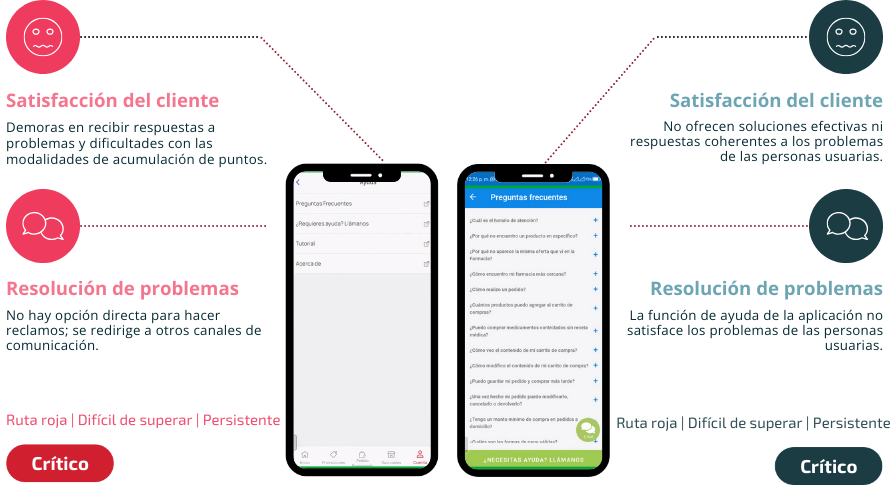 Satisfacción del cliente
Demoras en recibir respuestas a
problemas y dificultades con las
modalidades de acumulación de puntos.
Resolución de problemas
No hay opción directa para hacer
reclamos; se redirige a otros canales de
comunicación.
Ruta roja | Difícil de superar | Persistente
Crítico
Ayuda
Preguntas Frecuentes
¿Requieres ayuda? Llámanos
Tutorial
Acerca de
Inicio
Promociones
Pedido
Sucursales
Cuenta
12:26 p. m.
Preguntas frecuentes
¿Cuál es el horario de atención?
¿Por qué no encuentro un producto en específico?
¿Por qué no aparece la misma oferta que vi en la
Farmacia?
¿Cómo encuentro mi farmacia más cercana?
¿Cómo realizo un pedido?
¿Cuántos productos puedo agregar al carrito de
compras?
¿Puedo comprar medicamentos controlados sin receta
médica?
¿Cómo veo el contenido de mi carrito de compra?
¿Cómo modifico el contenido de mi carrito de compra?
¿Puedo guardar mi pedido y comprar más tarde?
¿Una vez hecho mi pedido puedo modificarlo,
cancelarlo o devolverlo?
¿Tengo un monto mínimo de compra en pedidos a
domicilio?
¿Cuáles son las formas de pago válidas?
Chat
¿NECESITAS AYUDA? LLÁMANOS
Satisfacción del cliente
No ofrecen soluciones efectivas ni
respuestas coherentes a los problemas
de las personas usuarias.
Resolución de problemas
La función de ayuda de la aplicación no
satisface los problemas de las personas
usuarias.
Ruta roja | Difícil de superar | Persistente
Crítico